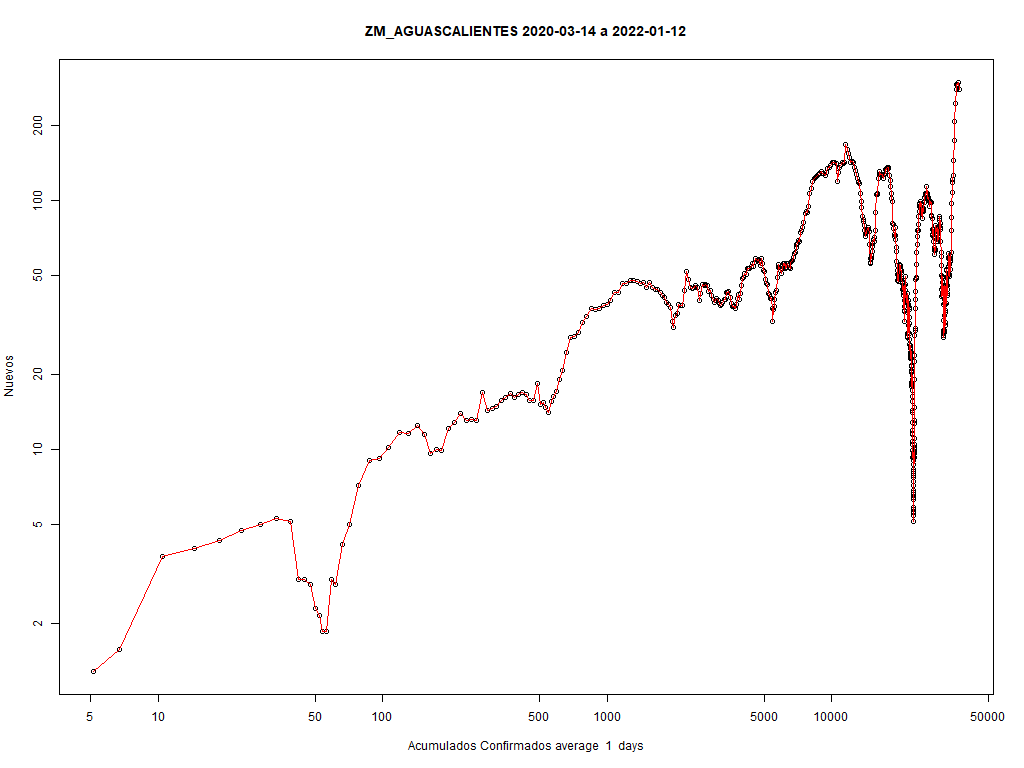 ZM_AGUASCALIENTES 2020-03-14 a 2022-01-12
Nuevos
200
100
50
20
10
5
2
5 10 50 100 500 1000 5000 10000 50000
Acumulados Confirmados average 1 days